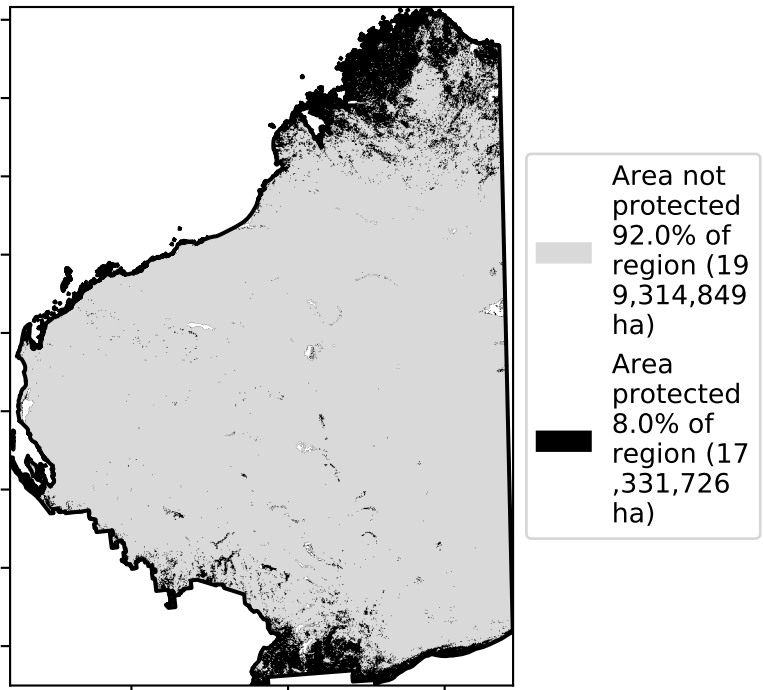 Area not
protected
92.0% of
region (19
9,314,849
ha)
Area
protected
8.0% of
region (17
,331,726
ha)